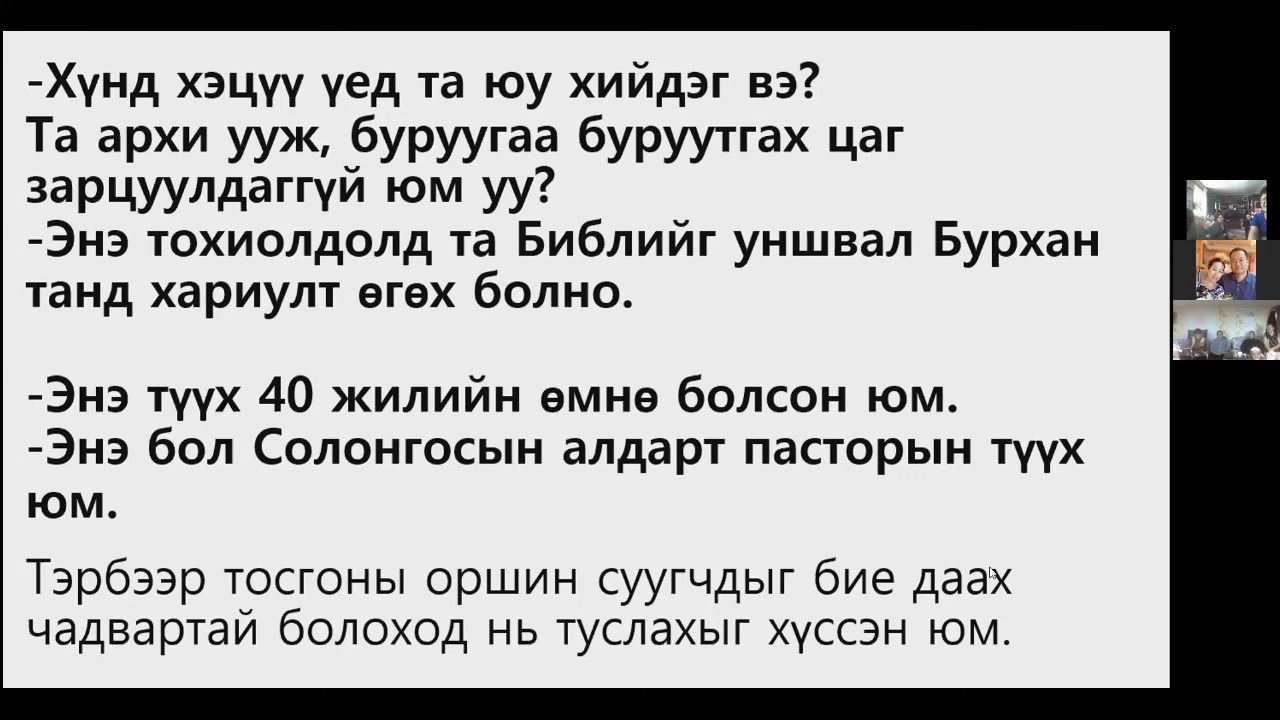 -Хүнд хэцүү үед та юу хийдэг вэ?
Та архи ууж, буруугаа буруутгах цаг
зарцуулдаггүй юм уу?
-Энэ тохиолдолд та Библийг уншвал Бурхан
танд хариулт өгөх болно.
-Энэ түүх 40 жилийн өмнө болсон юм.
-Энэ бол Солонгосын алдарт пасторын түүх
юм.
Тэрбээр тосгоны оршин суугчдыг бие даах
чадвартай болоход нь туслахыг хүссэн юм.